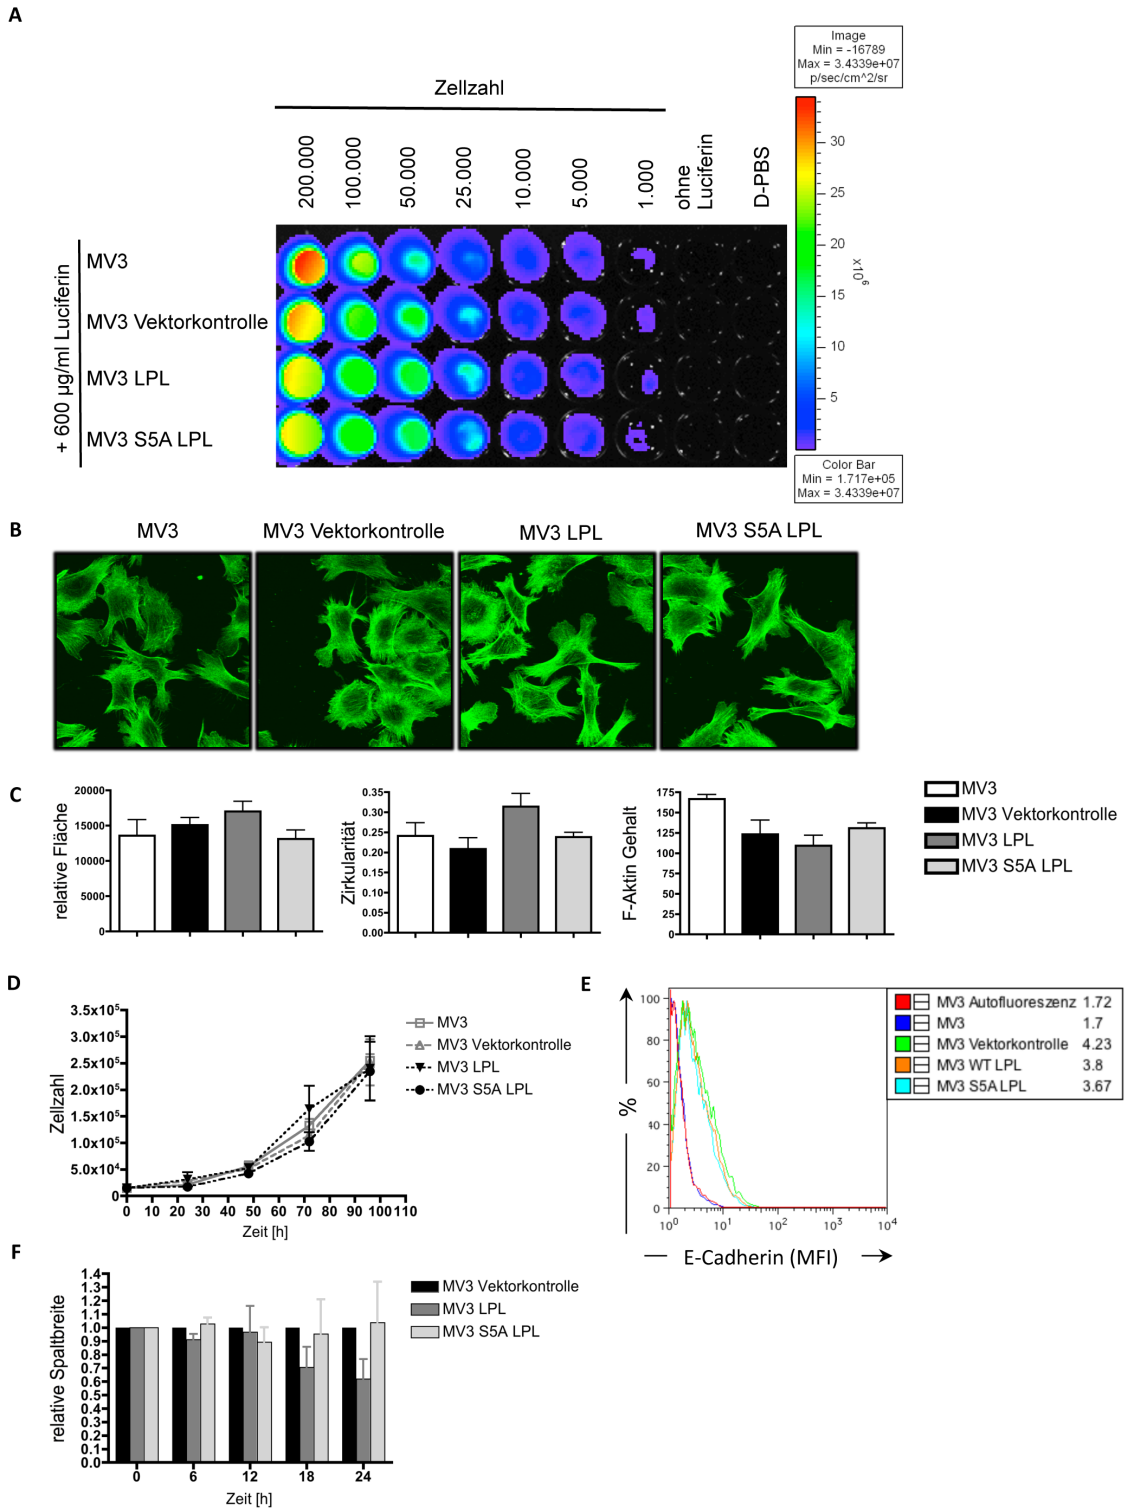 A
Image
Min = -16789
Max = 3.4339e+07
p/sec/cm^2/sr
Zellzahl
200.000
100.000
50.000
25.000
10.000
5.000
1.000
ohne
Luciferin
D-PBS
30
25
20
15
10
5
x10⁶
+ 600 µg/ml Luciferin
MV3
MV3 Vektorkontrolle
MV3 LPL
MV3 S5A LPL
Color Bar
Min = 1.717e+05
Max = 3.4339e+07
B
MV3
MV3 Vektorkontrolle
MV3 LPL
MV3 S5A LPL
C
relative Fläche
20000
15000
10000
5000
0
Zirkularität
0.35
0.30
0.25
0.20
0.15
0.10
0.05
0.00
F-Aktin Gehalt
175
150
125
100
75
50
25
0
MV3
MV3 Vektorkontrolle
MV3 LPL
MV3 S5A LPL
D
Zellzahl
3.5x10⁵
3.0x10⁵
2.5x10⁵
2.0x10⁵
1.5x10⁵
1.0x10⁵
5.0x10⁴
0
0 10 20 30 40 50 60 70 80 90 100 110
Zeit [h]
MV3
MV3 Vektorkontrolle
MV3 LPL
MV3 S5A LPL
E
%
100
80
60
40
20
0
10⁰ 10¹ 10² 10³ 10⁴
E-Cadherin (MFI)
MV3 Autofluoreszenz 1.72
MV3 1.7
MV3 Vektorkontrolle 4.23
MV3 WT LPL 3.8
MV3 S5A LPL 3.67
F
relative Spaltbreite
1.4
1.3
1.2
1.1
1.0
0.9
0.8
0.7
0.6
0.5
0.4
0.3
0.2
0.1
0.0
0 6 12 18 24
Zeit [h]
MV3 Vektorkontrolle
MV3 LPL
MV3 S5A LPL